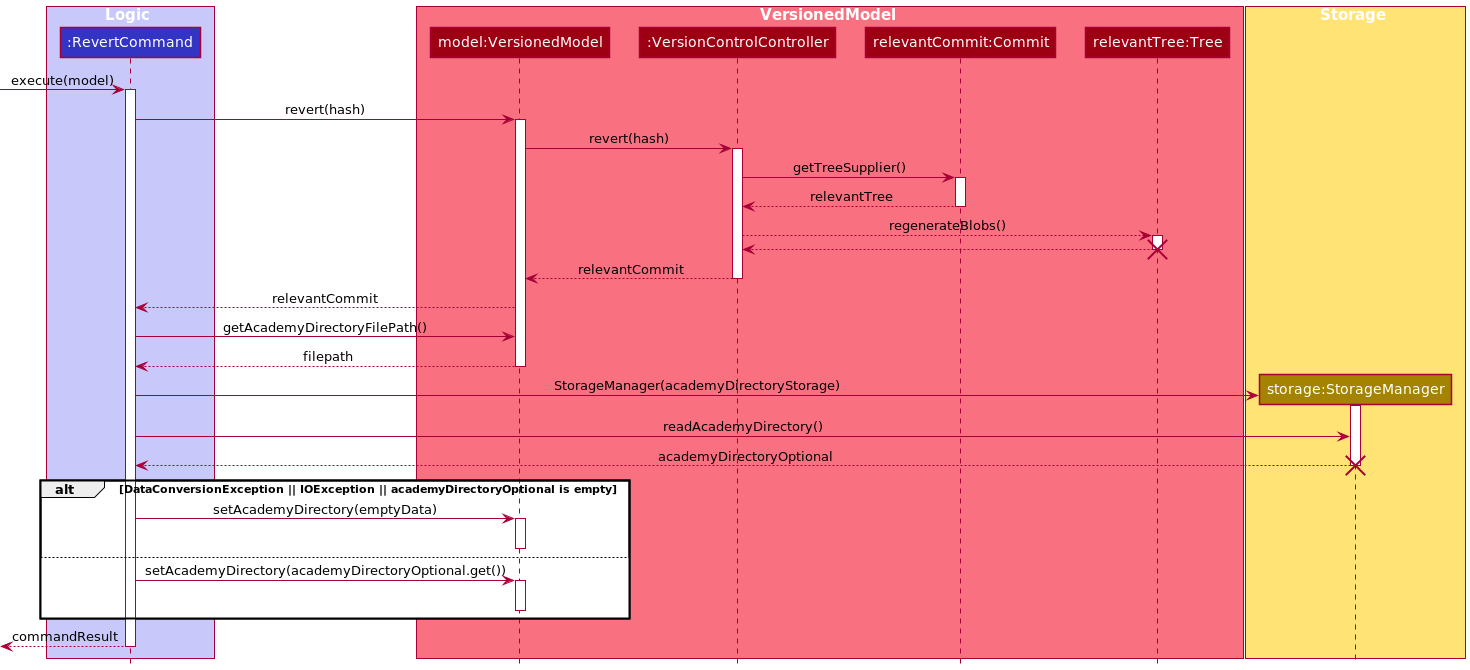 Logic
VersionedModel
Storage
:RevertCommand
model:VersionedModel
:VersionControlController
relevantCommit:Commit
relevantTree:Tree
execute(model)
revert(hash)
revert(hash)
getTreeSupplier()
relevantTree
regenerateBlobs()
relevantCommit
relevantCommit
getAcademyDirectoryFilePath()
filepath
StorageManager(academyDirectoryStorage)
storage:StorageManager
readAcademyDirectory()
academyDirectoryOptional
alt [DataConversionException || IOException || academyDirectoryOptional is empty]
setAcademyDirectory(emptyData)
setAcademyDirectory(academyDirectoryOptional.get())
commandResult